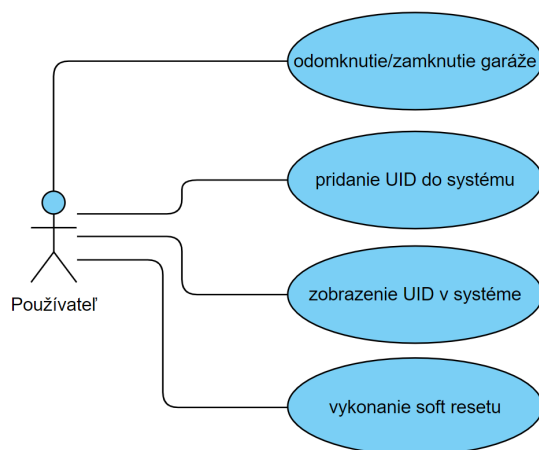 odomknutie/zamknutie garáže
pridanie UID do systému
Používateľ
zobrazenie UID v systéme
vykonanie soft resetu